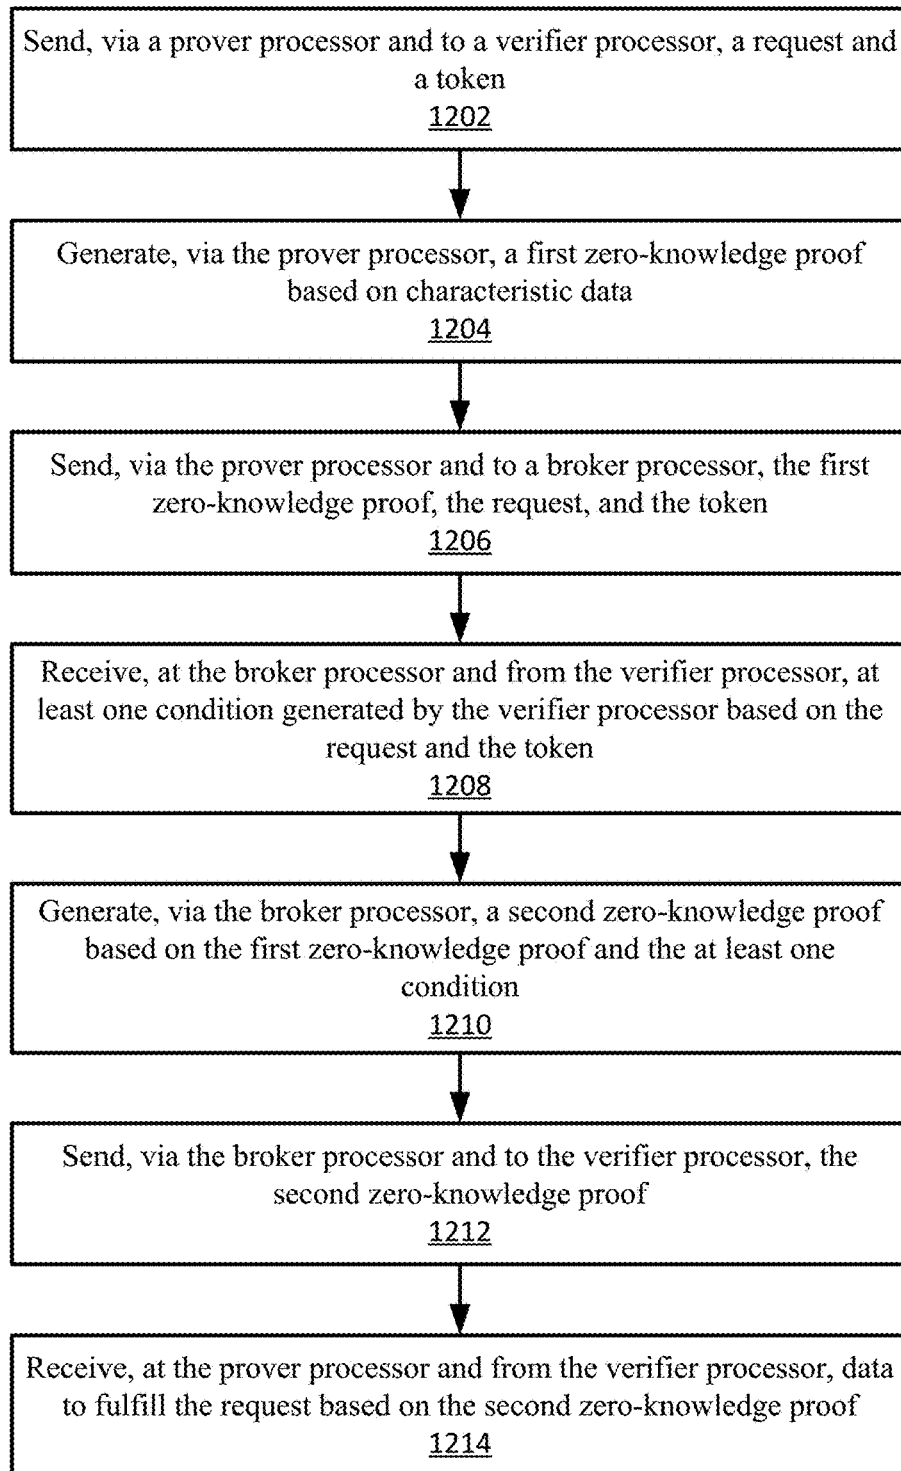 Send, via a prover processor and to a verifier processor, a request and
a token
1202
Generate, via the prover processor, a first zero-knowledge proof
based on characteristic data
1204
Send, via the prover processor and to a broker processor, the first
zero-knowledge proof, the request, and the token
1206
Receive, at the broker processor and from the verifier processor, at
least one condition generated by the verifier processor based on the
request and the token
1208
Generate, via the broker processor, a second zero-knowledge proof
based on the first zero-knowledge proof and the at least one
condition
1210
Send, via the broker processor and to the verifier processor, the
second zero-knowledge proof
1212
Receive, at the prover processor and from the verifier processor, data
to fulfill the request based on the second zero-knowledge proof
1214